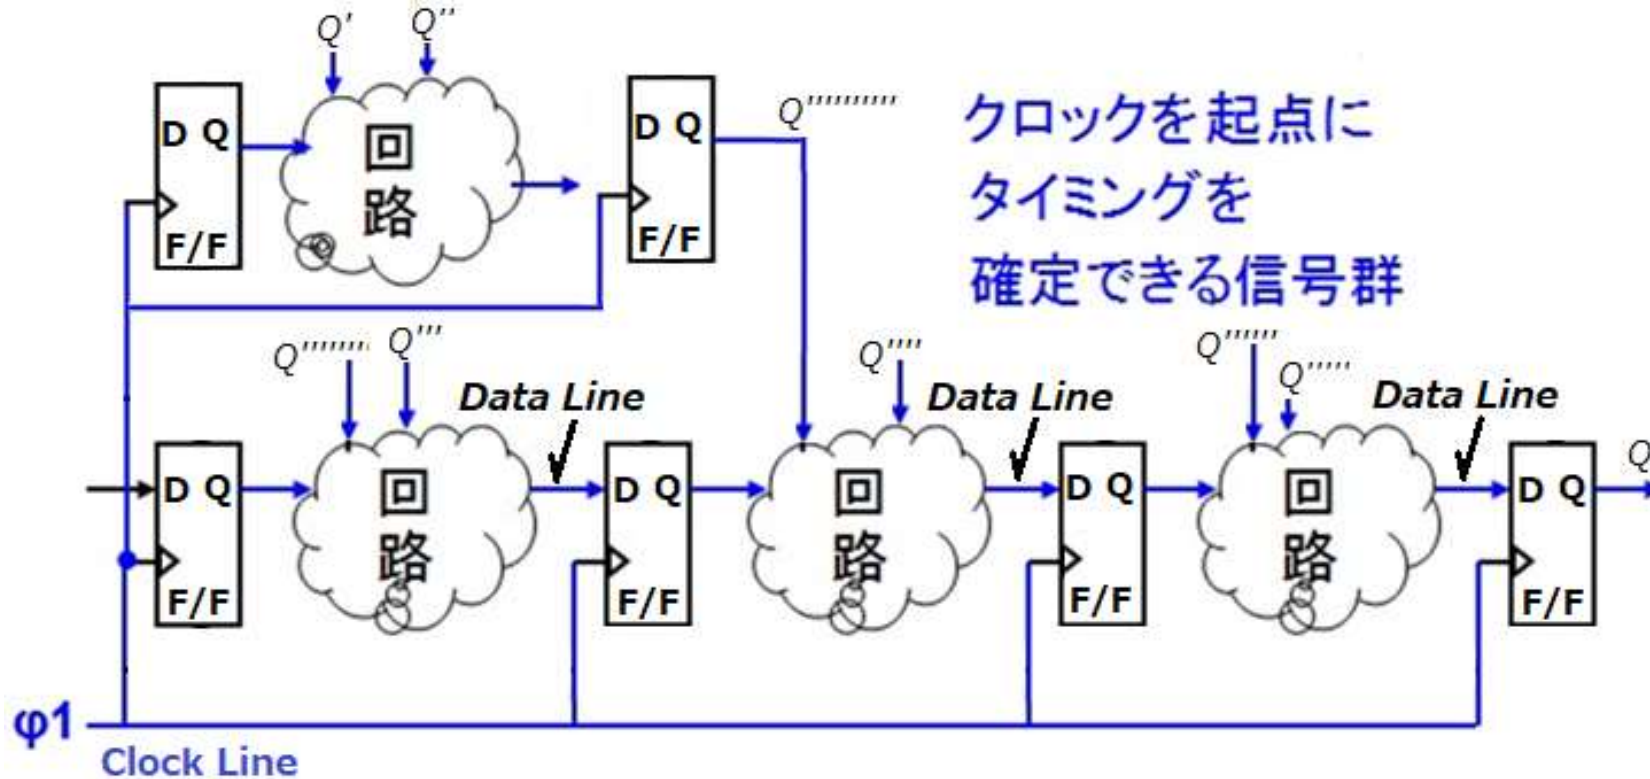 Q' Q''
D Q
F/F
回
路
D Q
F/F
Q''''''''''
クロックを起点に
タイミングを
確定できる信号群
Q'''''''' Q'''
Data Line
Q''''
Data Line
Q''''''
Q'''''
Data Line
D Q
F/F
回
路
D Q
F/F
回
路
D Q
F/F
回
路
D Q
F/F
Q
φ1
Clock Line